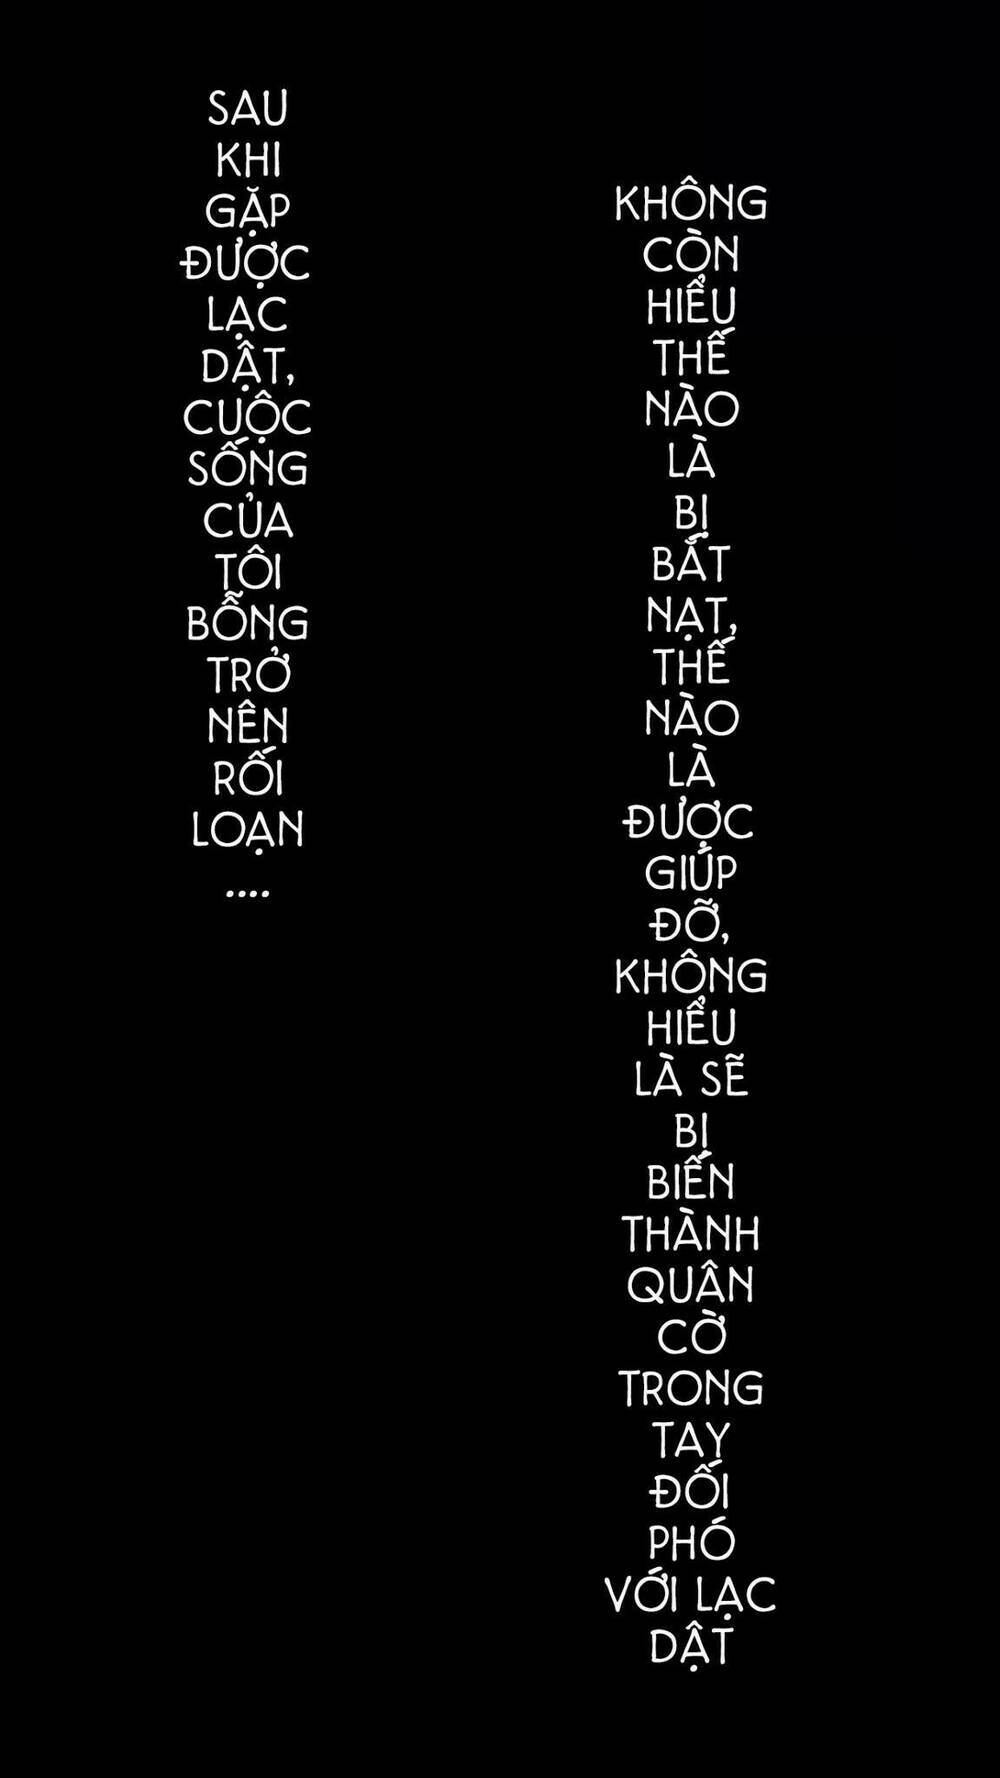 SAU
KHI
GẶP
ĐƯỢC
LẠC
DẬT,
CUỘC
SỐNG
CỦA
TÔI
BỖNG
TRỞ
NÊN
RỐI
LOẠN
....
KHÔNG
CÒN
HIỂU
THẾ
NÀO
LÀ
BỊ
BẮT
NẠT,
THẾ
NÀO
LÀ
ĐƯỢC
GIÚP
ĐỠ,
KHÔNG
HIỂU
LÀ SẼ
BỊ
BIẾN
THÀNH
QUÂN
CỜ
TRONG
TAY
ĐỐI
PHÓ
VỚI LẠC
DẬT